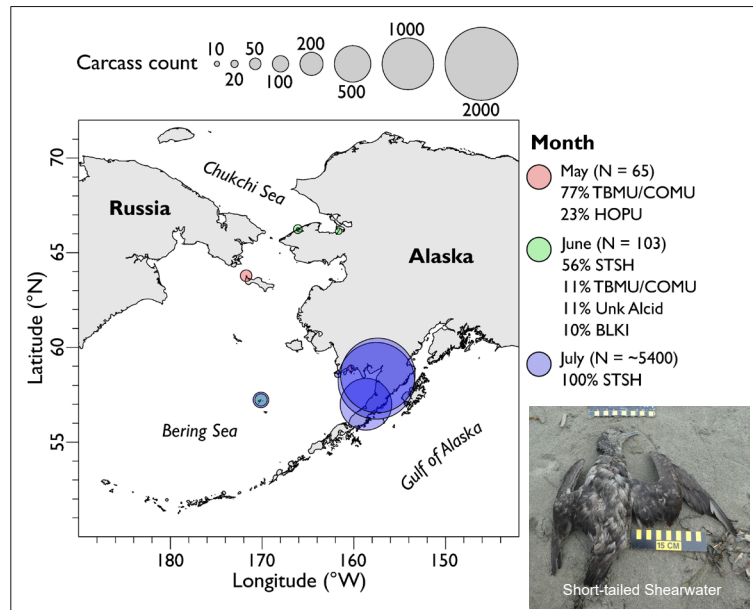 Carcass count
10
20
50
100
200
500
1000
2000
Month
May (N = 65)
77% TBMU/COMU
23% HOPU
June (N = 103)
56% STSH
11% TBMU/COMU
11% Unk Alcid
10% BLKI
July (N = ~5400)
100% STSH
Chukchi Sea
Russia
Alaska
Bering Sea
Gulf of Alaska
Latitude (°N)
70
65
60
55
180
170
160
150
Longitude (°W)
15 CM
Short-tailed Shearwater